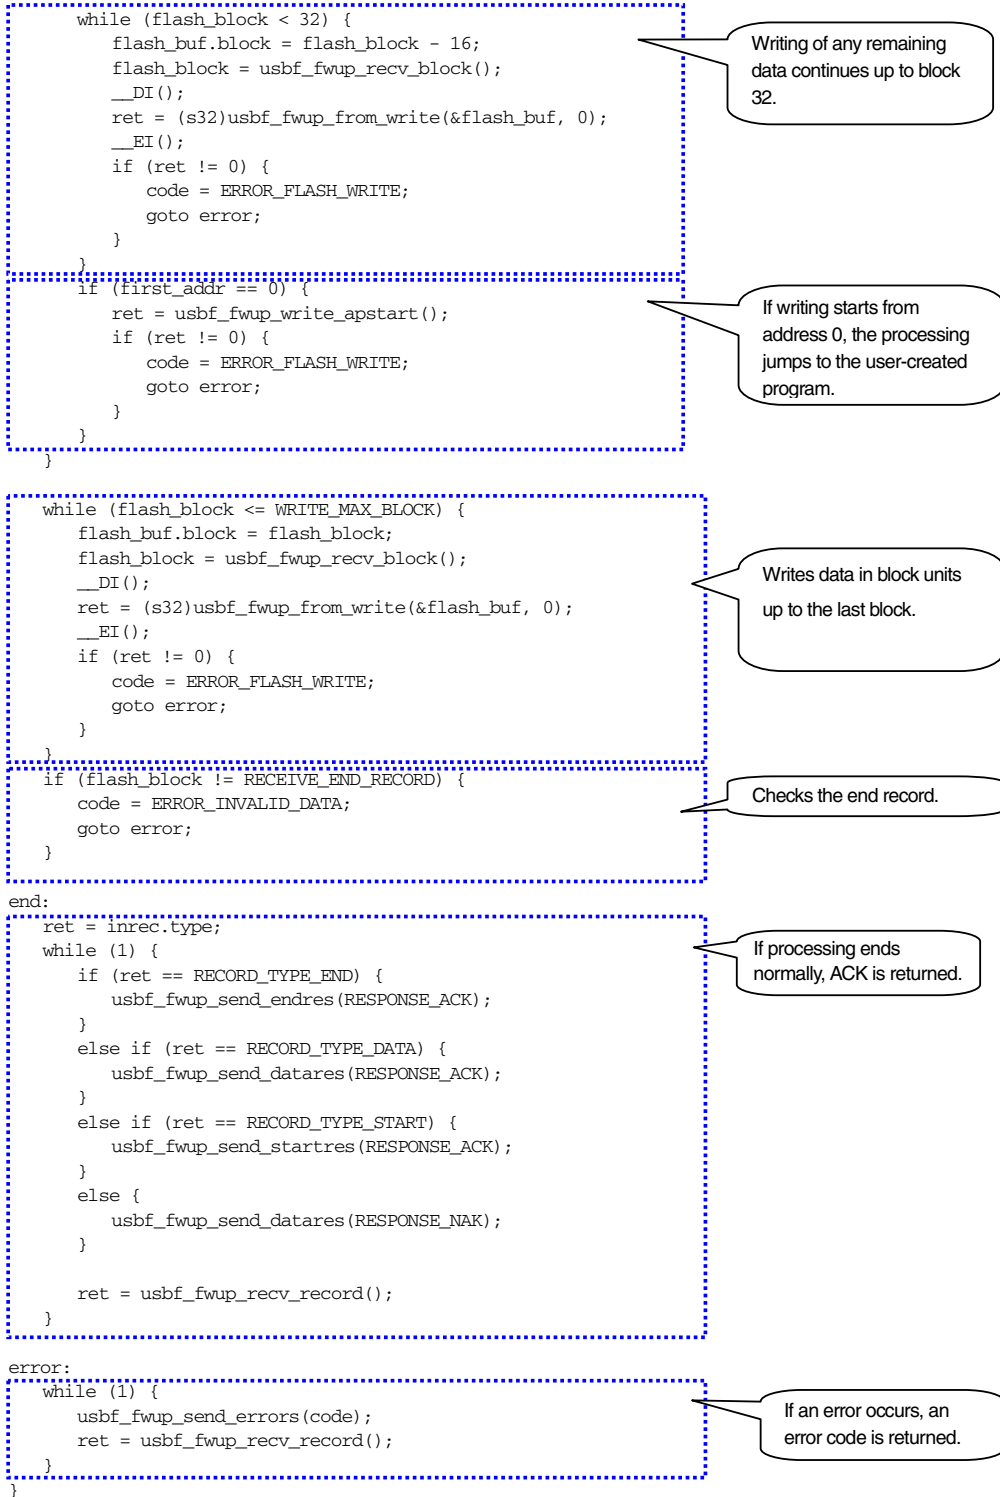 while (flash_block < 32) {
flash_buf.block = flash_block - 16;
flash_block = usbf_fwup_recv_block();
__DI();
ret = (s32)usbf_fwup_from_write(&flash_buf, 0);
__EI();
if (ret != 0) {
code = ERROR_FLASH_WRITE;
goto error;
}
}
Writing of any remaining
data continues up to block
32.
if (first_addr == 0) {
ret = usbf_fwup_write_apstart();
if (ret != 0) {
code = ERROR_FLASH_WRITE;
goto error;
}
}
}
If writing starts from
address 0, the processing
jumps to the user-created
program.
while (flash_block <= WRITE_MAX_BLOCK) {
flash_buf.block = flash_block;
flash_block = usbf_fwup_recv_block();
__DI();
ret = (s32)usbf_fwup_from_write(&flash_buf, 0);
__EI();
if (ret != 0) {
code = ERROR_FLASH_WRITE;
goto error;
}
}
Writes data in block units
up to the last block.
if (flash_block != RECEIVE_END_RECORD) {
code = ERROR_INVALID_DATA;
goto error;
}
Checks the end record.
end:
ret = inrec.type;
while (1) {
if (ret == RECORD_TYPE_END) {
usbf_fwup_send_endres(RESPONSE_ACK);
}
else if (ret == RECORD_TYPE_DATA) {
usbf_fwup_send_datares(RESPONSE_ACK);
}
else if (ret == RECORD_TYPE_START) {
usbf_fwup_send_startres(RESPONSE_ACK);
}
else {
usbf_fwup_send_datares(RESPONSE_NAK);
}
ret = usbf_fwup_recv_record();
}
If processing ends
normally, ACK is returned.
error:
while (1) {
usbf_fwup_send_errors(code);
ret = usbf_fwup_recv_record();
}
}
If an error occurs, an
error code is returned.